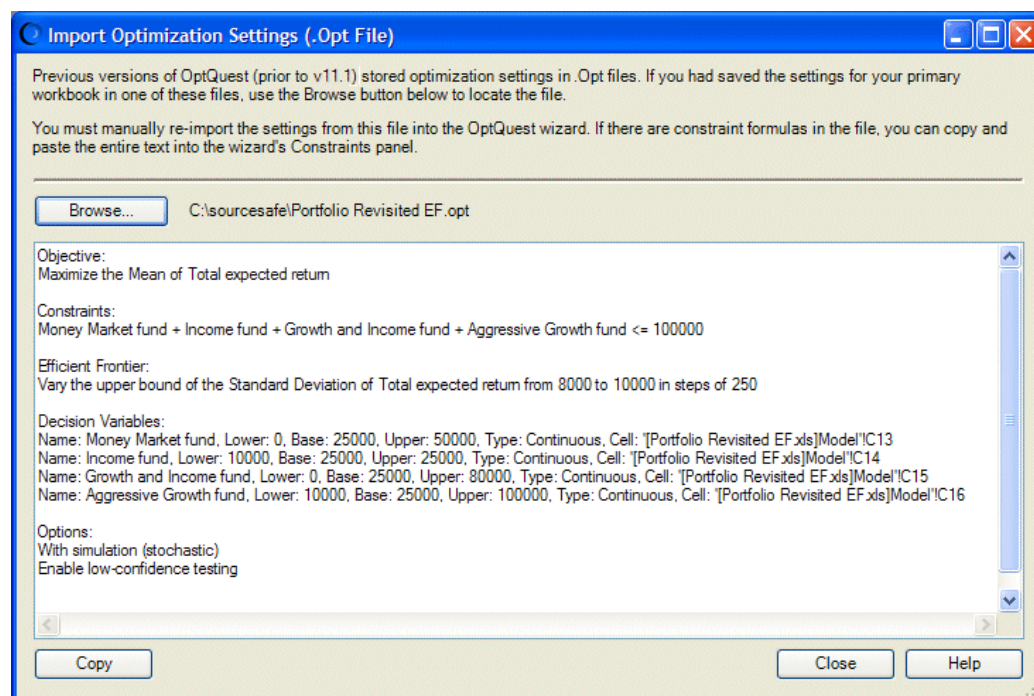 Import Optimization Settings (.Opt File)
Previous versions of OptQuest (prior to v11.1) stored optimization settings in .Opt files. If you had saved the settings for your primary
workbook in one of these files, use the Browse button below to locate the file.
You must manually re-import the settings from this file into the OptQuest wizard. If there are constraint formulas in the file, you can copy and
paste the entire text into the wizard's Constraints panel.
Browse... C:\sourcesafe\Portfolio Revisited EF.opt
Objective:
Maximize the Mean of Total expected return
Constraints:
Money Market fund + Income fund + Growth and Income fund + Aggressive Growth fund <= 100000
Efficient Frontier:
Vary the upper bound of the Standard Deviation of Total expected return from 8000 to 10000 in steps of 250
Decision Variables:
Name: Money Market fund, Lower: 0, Base: 25000, Upper: 50000, Type: Continuous, Cell: '[Portfolio Revisited EF.xls]Model'!C13
Name: Income fund, Lower: 10000, Base: 25000, Upper: 25000, Type: Continuous, Cell: '[Portfolio Revisited EF.xls]Model'!C14
Name: Growth and Income fund, Lower: 0, Base: 25000, Upper: 80000, Type: Continuous, Cell: '[Portfolio Revisited EF.xls]Model'!C15
Name: Aggressive Growth fund, Lower: 10000, Base: 25000, Upper: 100000, Type: Continuous, Cell: '[Portfolio Revisited EF.xls]Model'!C16
Options:
With simulation (stochastic)
Enable low-confidence testing
Copy Close Help